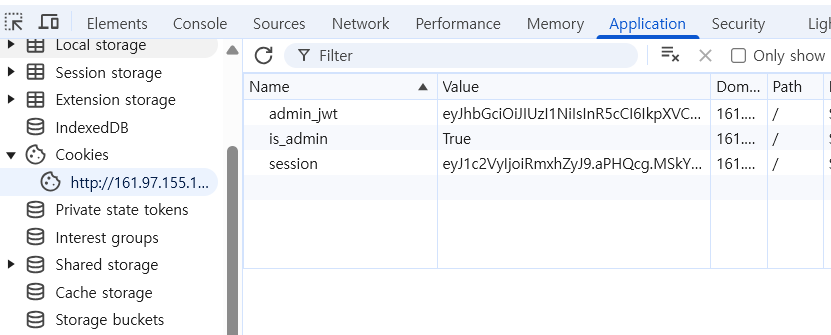 Elements Console Sources Network Performance Memory Application Security Ligh
Local storage
Session storage
Extension storage
IndexedDB
Cookies
http://161.97.155.1...
Private state tokens
Interest groups
Shared storage
Cache storage
Storage buckets
Filter Only show
Name Value Dom... Path
admin_jwt eyJhbGciOiJIUzI1NiIsInR5cCI6IkpXVC... 161.... /
is_admin True 161.... /
session eyJ1c2VyIjoiRmxhZyJ9.aPHQcg.MSkY... 161.... /